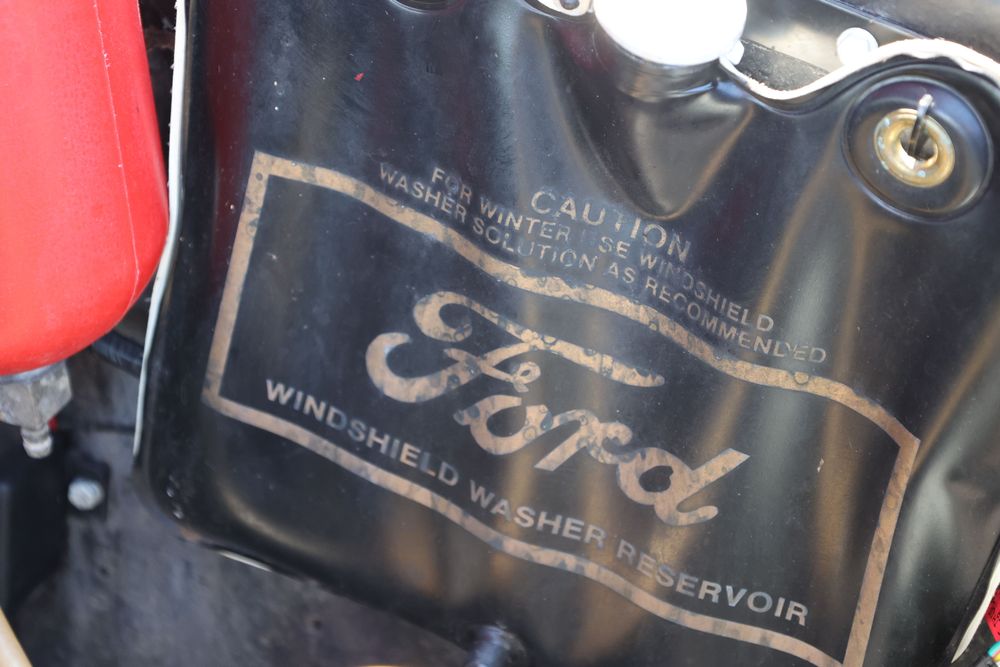 CAUTION
FOR WINTER USE WINDSHIELD
WASHER SOLUTION AS RECOMMENDED
Ford
WINDSHIELD WASHER RESERVOIR